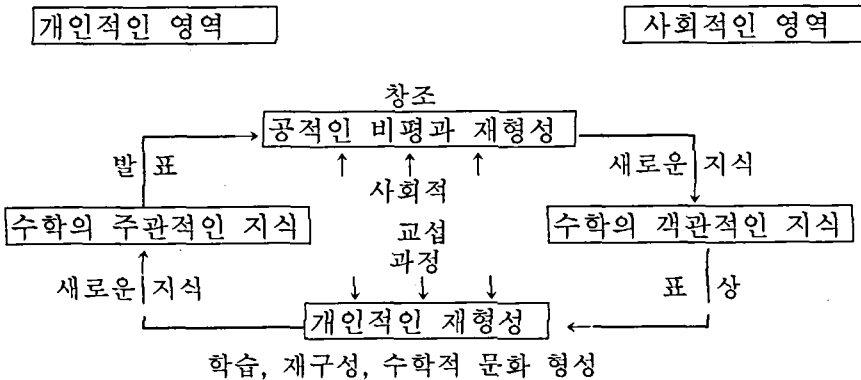 개인적인 영역 사회적인 영역
창조
공적인 비평과 재형성
발 표 새로운 지식
사회적
수학의 주관적인 지식 교섭 수학의 객관적인 지식
과정
새로운 지식 표 상
개인적인 재형성
학습, 재구성, 수학적 문화 형성